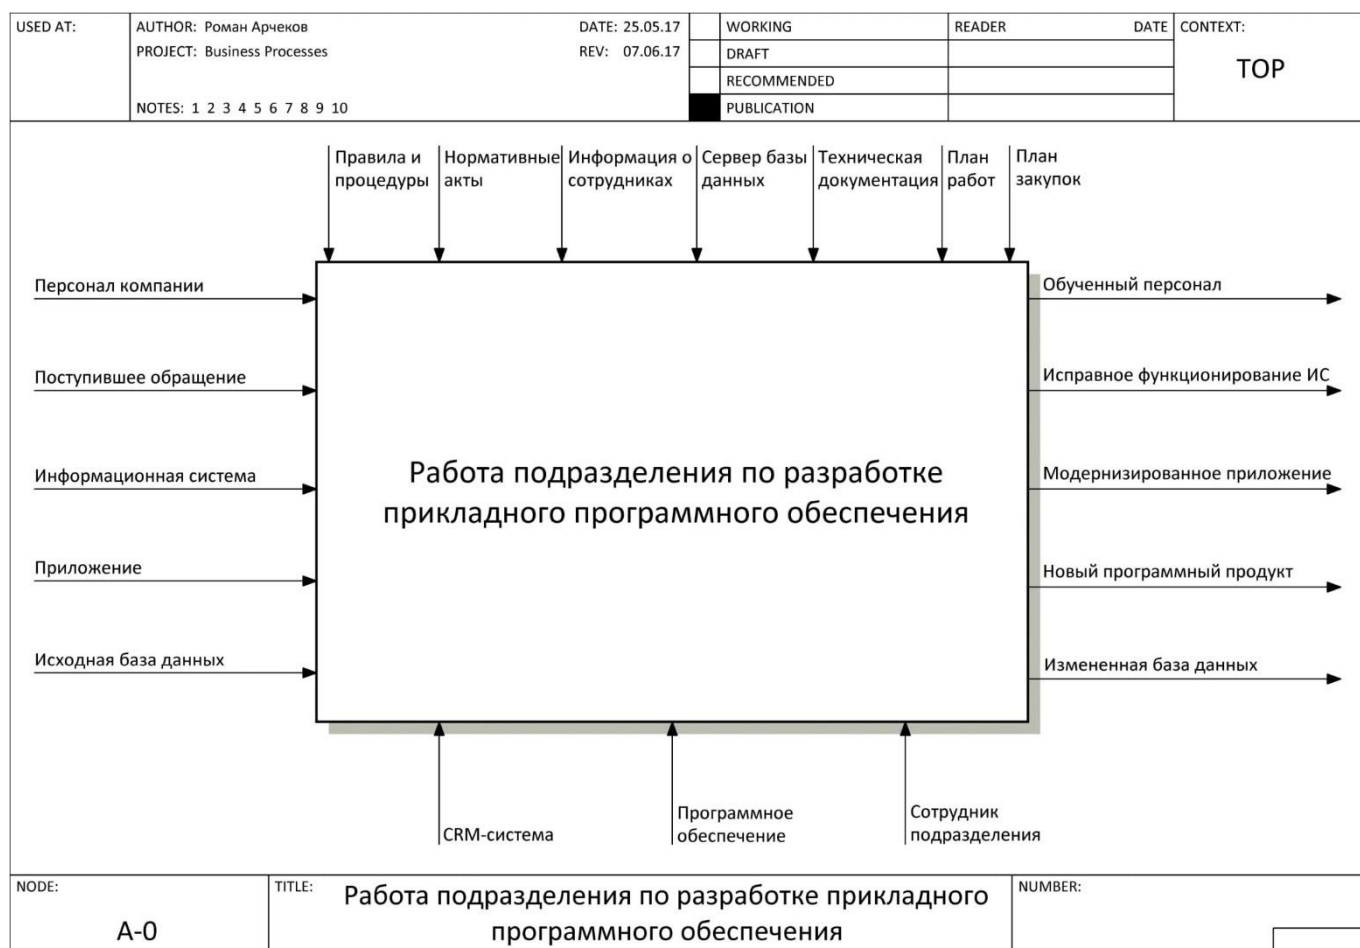 USED AT:
AUTHOR: Роман Арчеков
DATE: 25.05.17
PROJECT: Business Processes
REV: 07.06.17
NOTES: 1 2 3 4 5 6 7 8 9 10
WORKING
DRAFT
RECOMMENDED
PUBLICATION
READER DATE
CONTEXT:
TOP
Правила и
процедуры
Нормативные
акты
Информация о
сотрудниках
Сервер базы
данных
Техническая
документация
План
работ
План
закупок
Персонал компании
Поступившее обращение
Информационная система
Приложение
Исходная база данных
Работа подразделения по разработке
прикладного программного обеспечения
Обученный персонал
Исправное функционирование ИС
Модернизированное приложение
Новый программный продукт
Измененная база данных
CRM-система
Программное
обеспечение
Сотрудник
подразделения
NODE:
A-0
TITLE:
Работа подразделения по разработке прикладного
программного обеспечения
NUMBER: